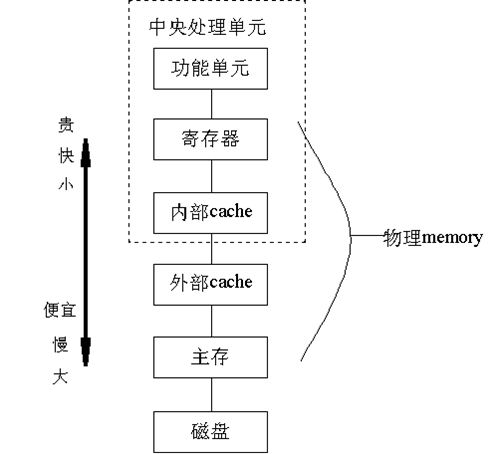 中央处理单元
功能单元
贵
快
小
寄存器
内部cache
物理memory
外部cache
便宜
慢
大
主存
磁盘